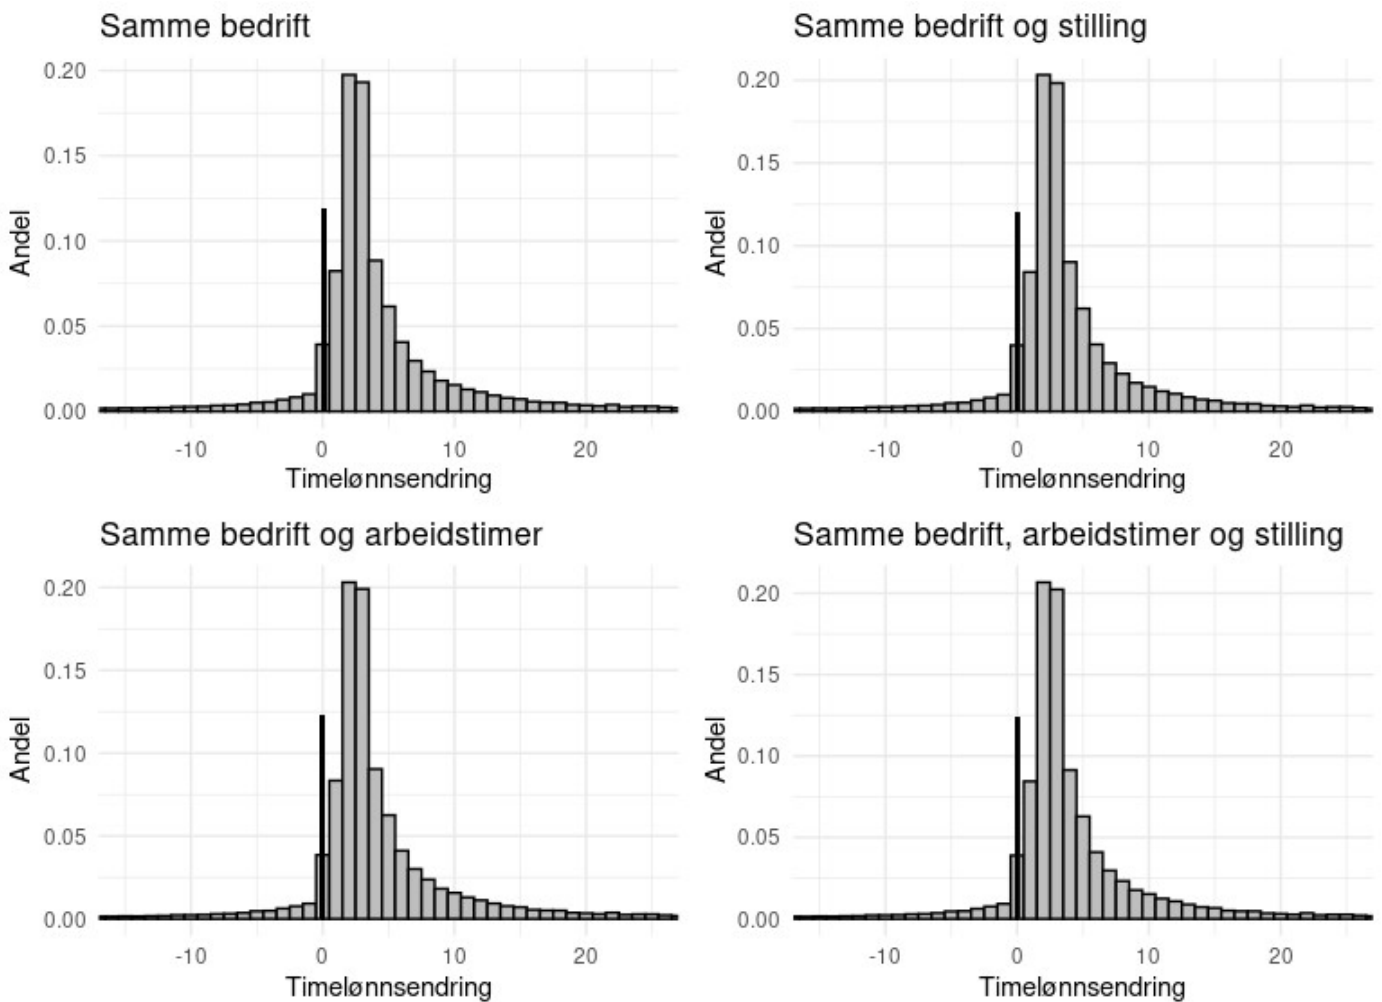 Samme bedrift
0.20
0.15
0.10
0.05
0.00
Andel
-10 0 10 20
Timelønnsendring
Samme bedrift og stilling
0.20
0.15
0.10
0.05
0.00
Andel
-10 0 10 20
Timelønnsendring
Samme bedrift og arbeidstimer
0.20
0.15
0.10
0.05
0.00
Andel
-10 0 10 20
Timelønnsendring
Samme bedrift, arbeidstimer og stilling
0.20
0.15
0.10
0.05
0.00
Andel
-10 0 10 20
Timelønnsendring